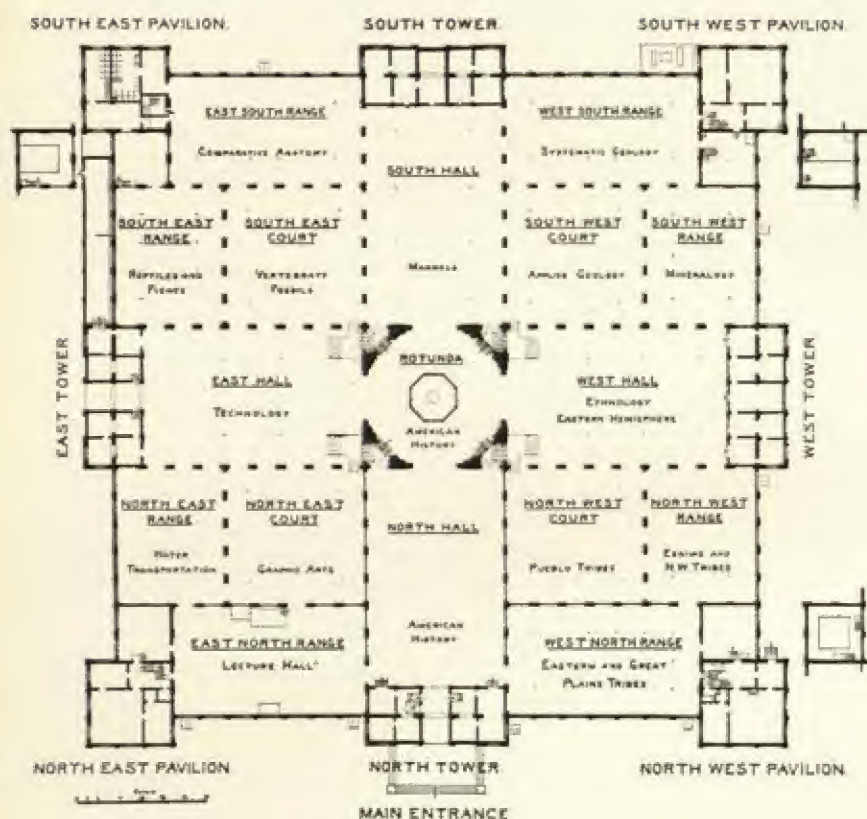 SOUTH EAST PAVILION.
SOUTH TOWER.
SOUTH WEST PAVILION.
EAST SOUTH RANGE
COMPARATIVE ANATOMY
WEST SOUTH RANGE
SYSTEMATIC GEOLOGY
SOUTH HALL
MAMMALS
SOUTH EAST
RANGE
REPTILES AND
FISHES
SOUTH EAST
COURT
VERTEBRATE
FOSSILS
SOUTH WEST
COURT
APPLIED GEOLOGY
SOUTH WEST
RANGE
MINERALOGY
EAST TOWER
EAST HALL
TECHNOLOGY
ROTUNDA
AMERICAN
HISTORY
WEST HALL
ETHNOLOGY
EASTERN HEMISPHERE
WEST TOWER
NORTH EAST
RANGE
WATER
TRANSPORTATION
NORTH EAST
COURT
GRAPHIC ARTS
NORTH HALL
AMERICAN
HISTORY
NORTH WEST
COURT
PUEBLO TRIBES
NORTH WEST
RANGE
ESKIMO AND
N.W. TRIBES
EAST NORTH RANGE
LECTURE HALL
WEST NORTH RANGE
EASTERN AND GREAT
PLAINS TRIBES
NORTH EAST PAVILION
NORTH TOWER
NORTH WEST PAVILION
MAIN ENTRANCE